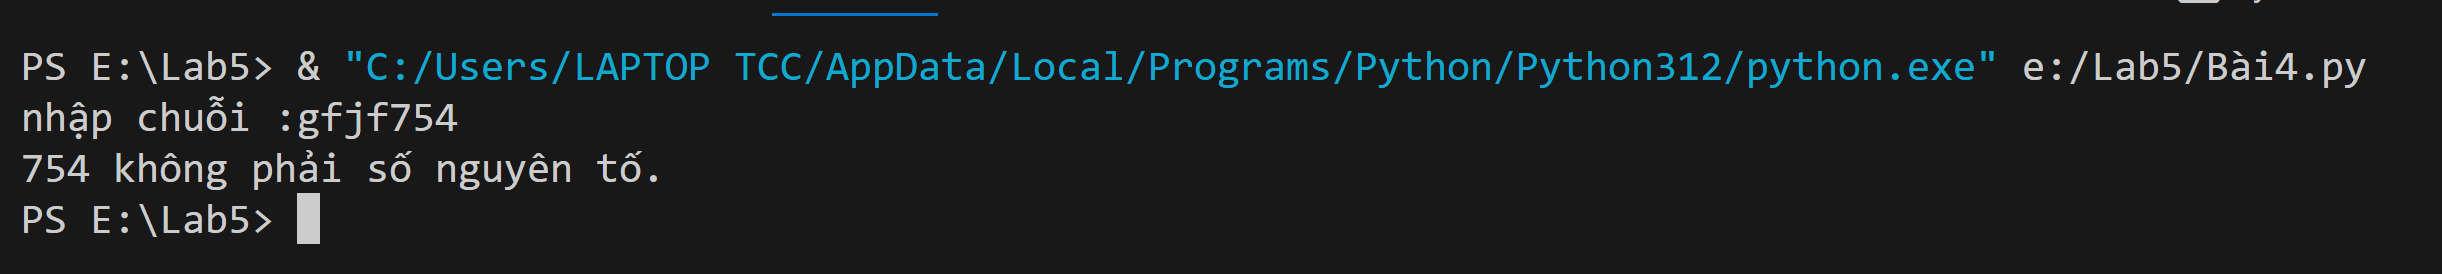 PS E:\Lab5> & "C:/Users/LAPTOP TCC/AppData/Local/Programs/Python/Python312/python.exe" e:/Lab5/Bài4.py
nhập chuỗi :gfjf754
754 không phải số nguyên tố.
PS E:\Lab5>